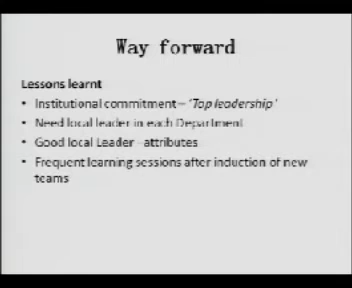 Way forward
Lessons learnt
• Institutional commitment – 'Top leadership'
• Need local leader in each Department
• Good local Leader - attributes
• Frequent learning sessions after induction of new
teams